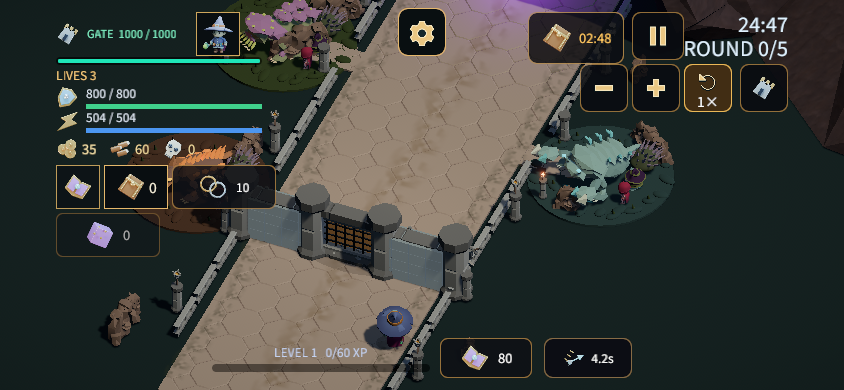 GATE 1000 / 1000
LIVES 3
800 / 800
504 / 504
35 60 0
0 10
0
02:48
24:47
ROUND 0/5
1×
LEVEL 1 0/60 XP
80
4.2s